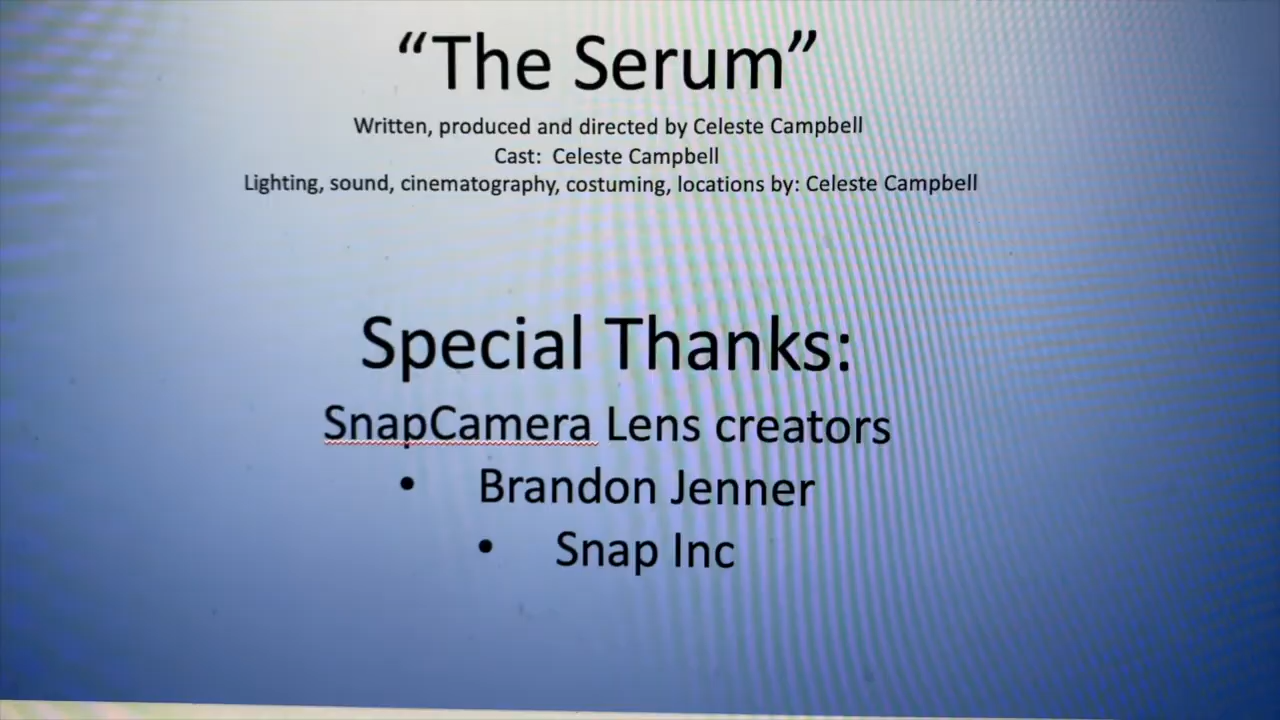 “The Serum”
Written, produced and directed by Celeste Campbell
Cast: Celeste Campbell
Lighting, sound, cinematography, costuming, locations by: Celeste Campbell
Special Thanks:
SnapCamera Lens creators
• Brandon Jenner
• Snap Inc